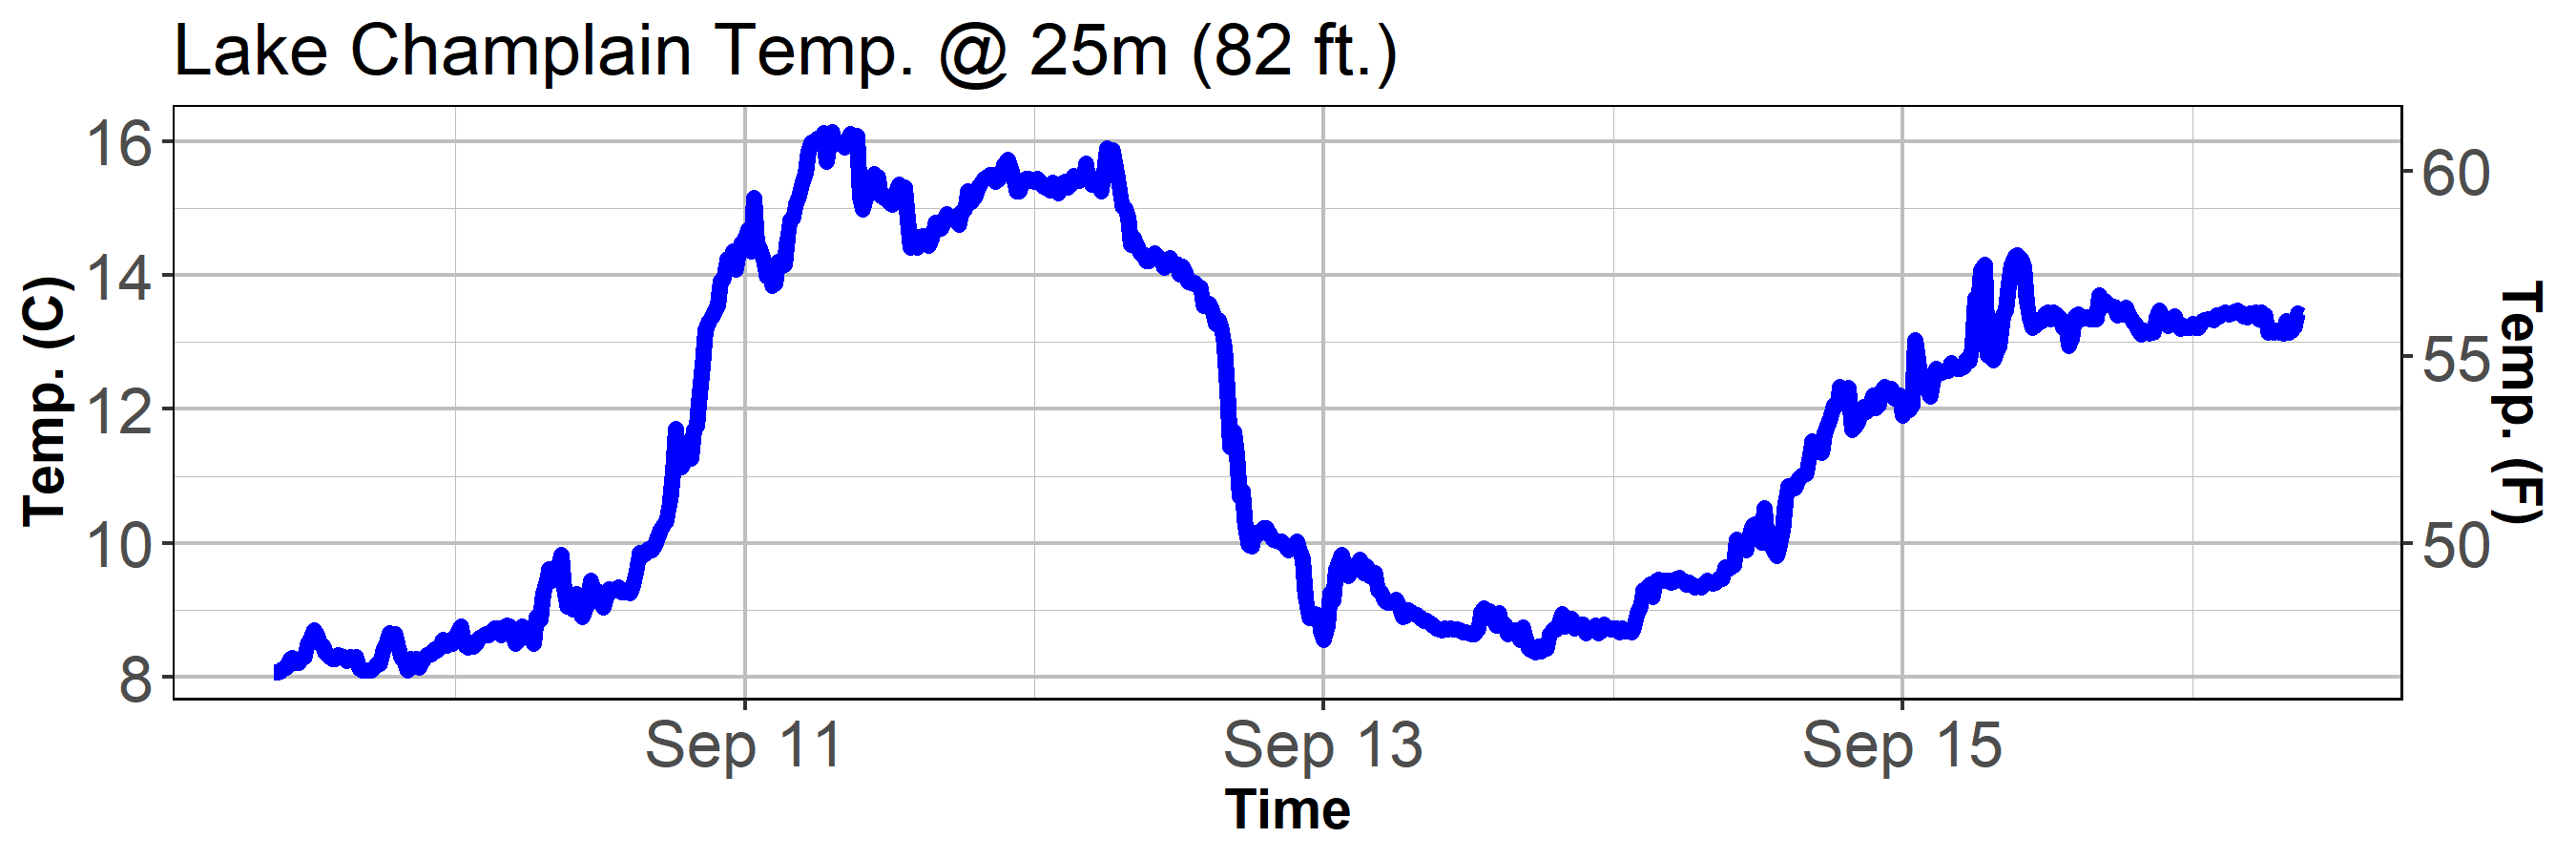 Lake Champlain Temp. @ 25m (82 ft.)
Temp. (C)
16
14
12
10
8
60
55
50
Temp. (F)
Sep 11
Sep 13
Sep 15
Time